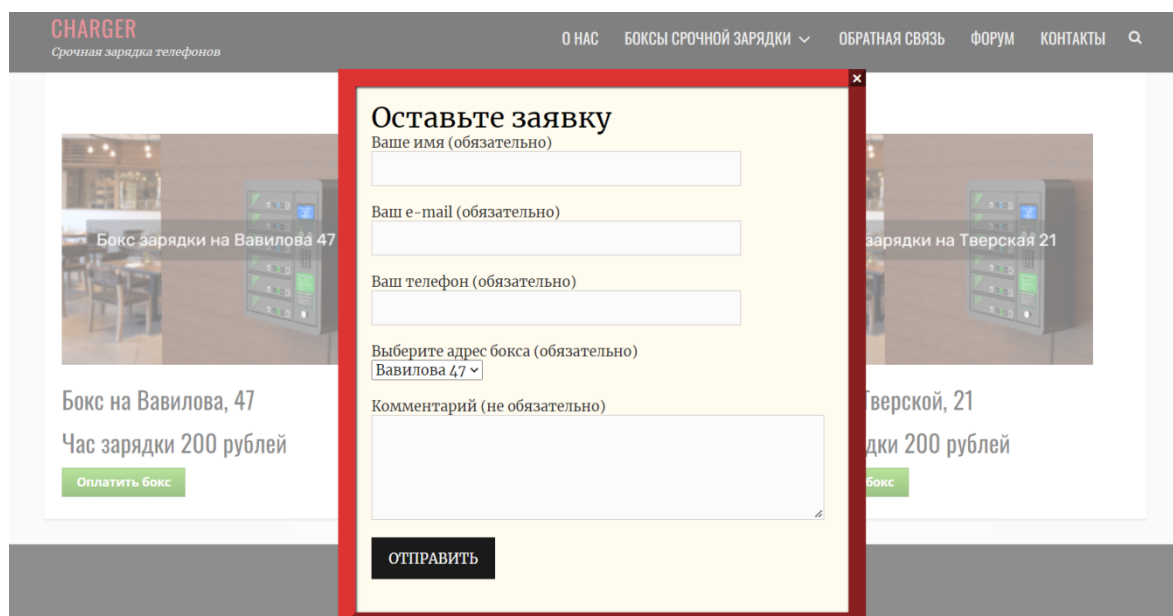 CHARGER
Срочная зарядка телефонов
О НАС БОКСЫ СРОЧНОЙ ЗАРЯДКИ ОБРАТНАЯ СВЯЗЬ ФОРУМ КОНТАКТЫ
Оставьте заявку
Ваше имя (обязательно)
Ваш e-mail (обязательно)
Ваш телефон (обязательно)
Выберите адрес бокса (обязательно)
Вавилова 47
Комментарий (не обязательно)
ОТПРАВИТЬ
Бокс зарядки на Вавилова 47
Бокс на Вавилова, 47
Час зарядки 200 рублей
Оплатить бокс
зарядки на Тверская 21
Тверской, 21
дки 200 рублей
бокс